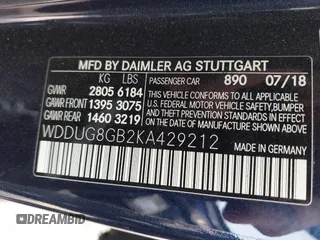 MFD BY DAIMLER AG STUTTGART
KG LBS PASSENGER CAR 890 07/18
GVWR 2805 6184 THIS VEHICLE CONFORMS TO ALL APPLICABLE
GAWR FRONT 1395 3075 U.S. FEDERAL MOTOR VEHICLE SAFETY,
GAWR REAR 1460 3219 BUMPER, AND THEFT PREVENTION STANDARDS
IN EFFECT ON THE DATE OF MANUFACTURE SHOWN ABOVE.
WDDUG8GB2KA429212
MADE IN GERMANY
DREAMBID